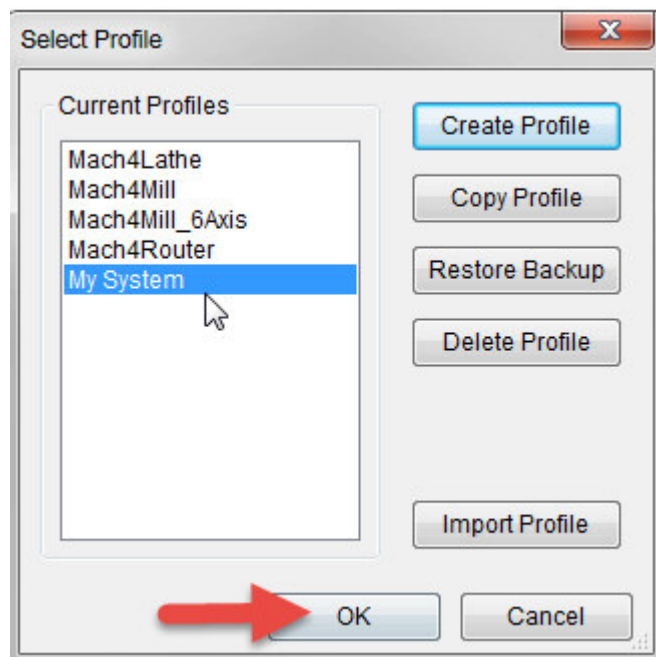 Select Profile
Current Profiles
Mach4Lathe
Mach4Mill
Mach4Mill_6Axis
Mach4Router
My System
Create Profile
Copy Profile
Restore Backup
Delete Profile
Import Profile
OK
Cancel